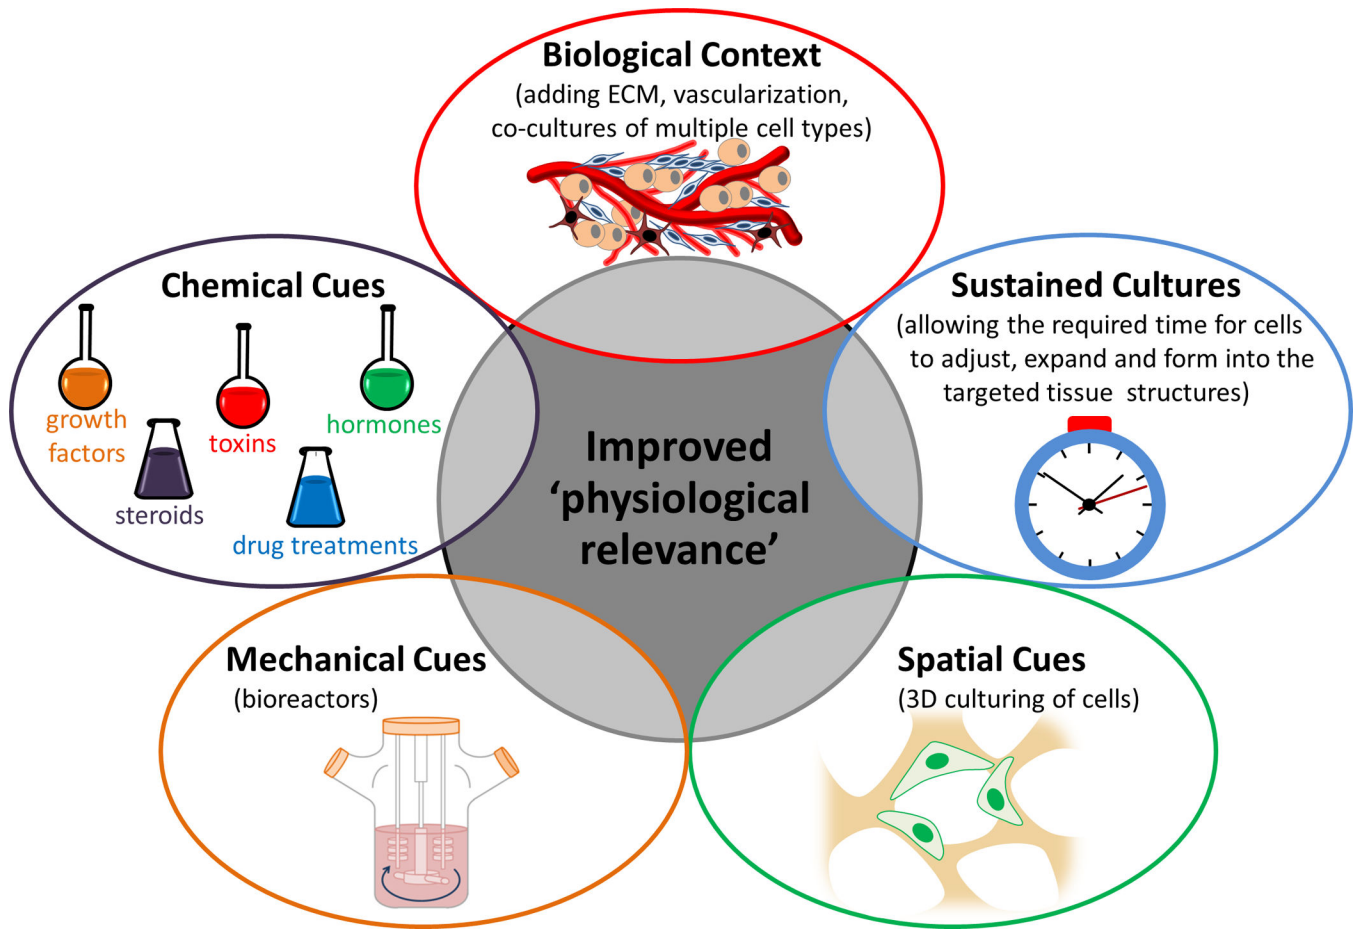 Biological Context
(adding ECM, vascularization,
co-cultures of multiple cell types)
Chemical Cues
growth
factors
toxins
hormones
steroids
drug treatments
Sustained Cultures
(allowing the required time for cells
to adjust, expand and form into the
targeted tissue structures)
Improved
‘physiological
relevance’
Mechanical Cues
(bioreactors)
Spatial Cues
(3D culturing of cells)